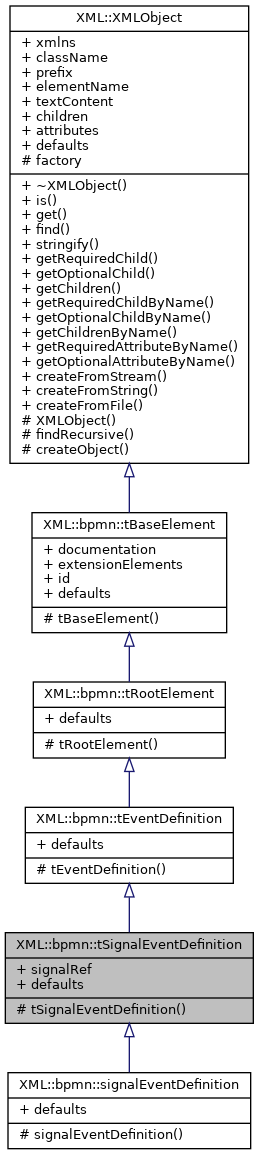 XML::XMLObject
+ xmlns
+ className
+ prefix
+ elementName
+ textContent
+ children
+ attributes
+ defaults
# factory
+ ~XMLObject()
+ is()
+ get()
+ find()
+ stringify()
+ getRequiredChild()
+ getOptionalChild()
+ getChildren()
+ getRequiredChildByName()
+ getOptionalChildByName()
+ getChildrenByName()
+ getRequiredAttributeByName()
+ getOptionalAttributeByName()
+ createFromStream()
+ createFromString()
+ createFromFile()
# XMLObject()
# findRecursive()
# createObject()
XML::bpmn::tBaseElement
+ documentation
+ extensionElements
+ id
+ defaults
# tBaseElement()
XML::bpmn::tRootElement
+ defaults
# tRootElement()
XML::bpmn::tEventDefinition
+ defaults
# tEventDefinition()
XML::bpmn::tSignalEventDefinition
+ signalRef
+ defaults
# tSignalEventDefinition()
XML::bpmn::signalEventDefinition
+ defaults
# signalEventDefinition()